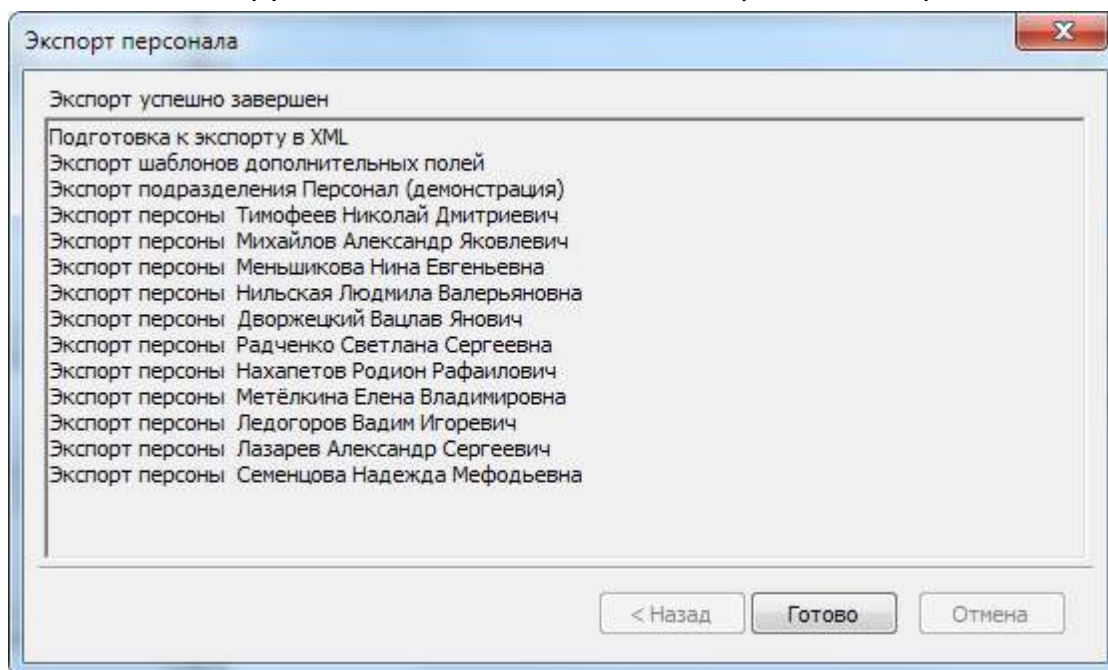 Экспорт персонала
Экспорт успешно завершен
Подготовка к экспорту в XML
Экспорт шаблонов дополнительных полей
Экспорт подразделения Персонал (демонстрация)
Экспорт персоны Тимофеев Николай Дмитриевич
Экспорт персоны Михайлов Александр Яковлевич
Экспорт персоны Меньшикова Нина Евгеньевна
Экспорт персоны Нильская Людмила Валерьяновна
Экспорт персоны Дворжецкий Вацлав Янович
Экспорт персоны Радченко Светлана Сергеевна
Экспорт персоны Нахапетов Родион Рафаилович
Экспорт персоны Метёлкина Елена Владимировна
Экспорт персоны Ледогоров Вадим Игоревич
Экспорт персоны Лазарев Александр Сергеевич
Экспорт персоны Семенцова Надежда Мефодьевна
< Назад Готово Отмена